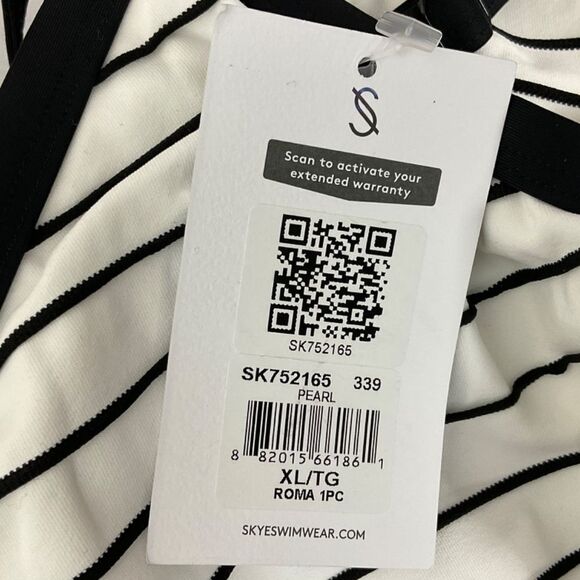 S
Scan to activate your
extended warranty
SK752165
SK752165 339
PEARL
8 82015 66186 1
XL/TG
ROMA 1PC
SKYESWIMWEAR.COM